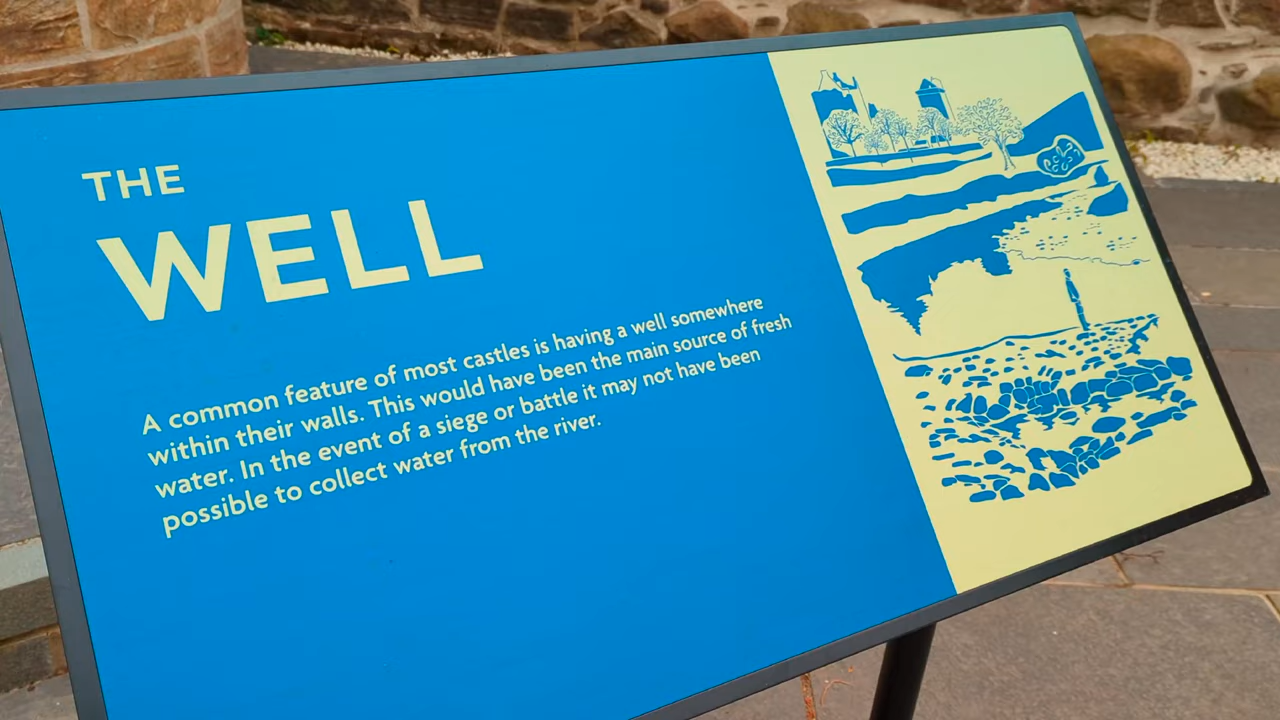 THE
WELL
A common feature of most castles is having a well somewhere
within their walls. This would have been the main source of fresh
water. In the event of a siege or battle it may not have been
possible to collect water from the river.